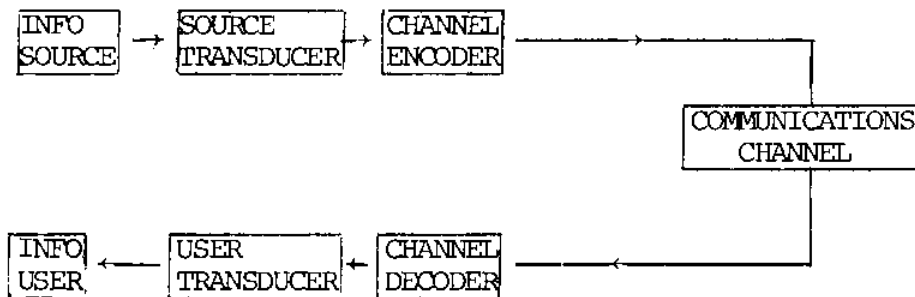 INFO
SOURCE
SOURCE
TRANSDUCER
CHANNEL
ENCODER
COMMUNICATIONS
CHANNEL
INFO
USER
USER
TRANSDUCER
CHANNEL
DECODER